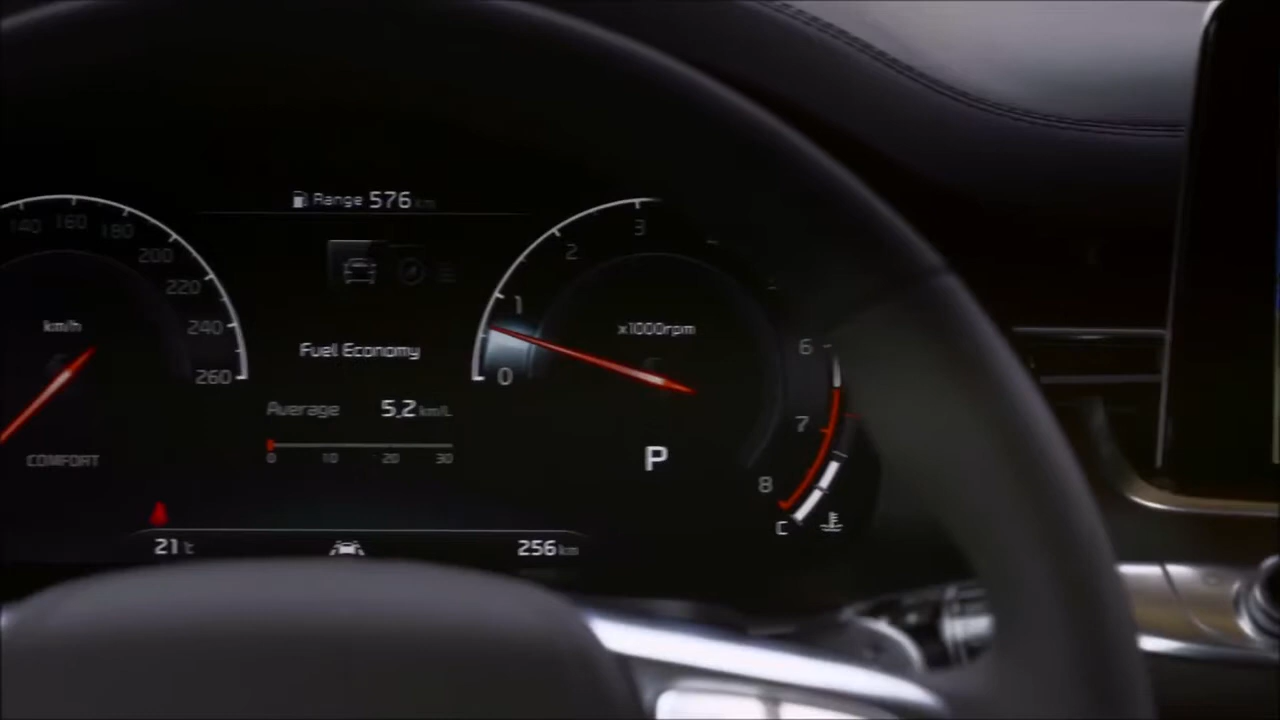 Range 576 km
140 160 180 200 220 240 260
km/h
COMFORT
Fuel Economy
Average 5,2 km/L
0 10 20 30
21°C
256 km
0 1 2 3
6 7 8
x1000rpm
P
C